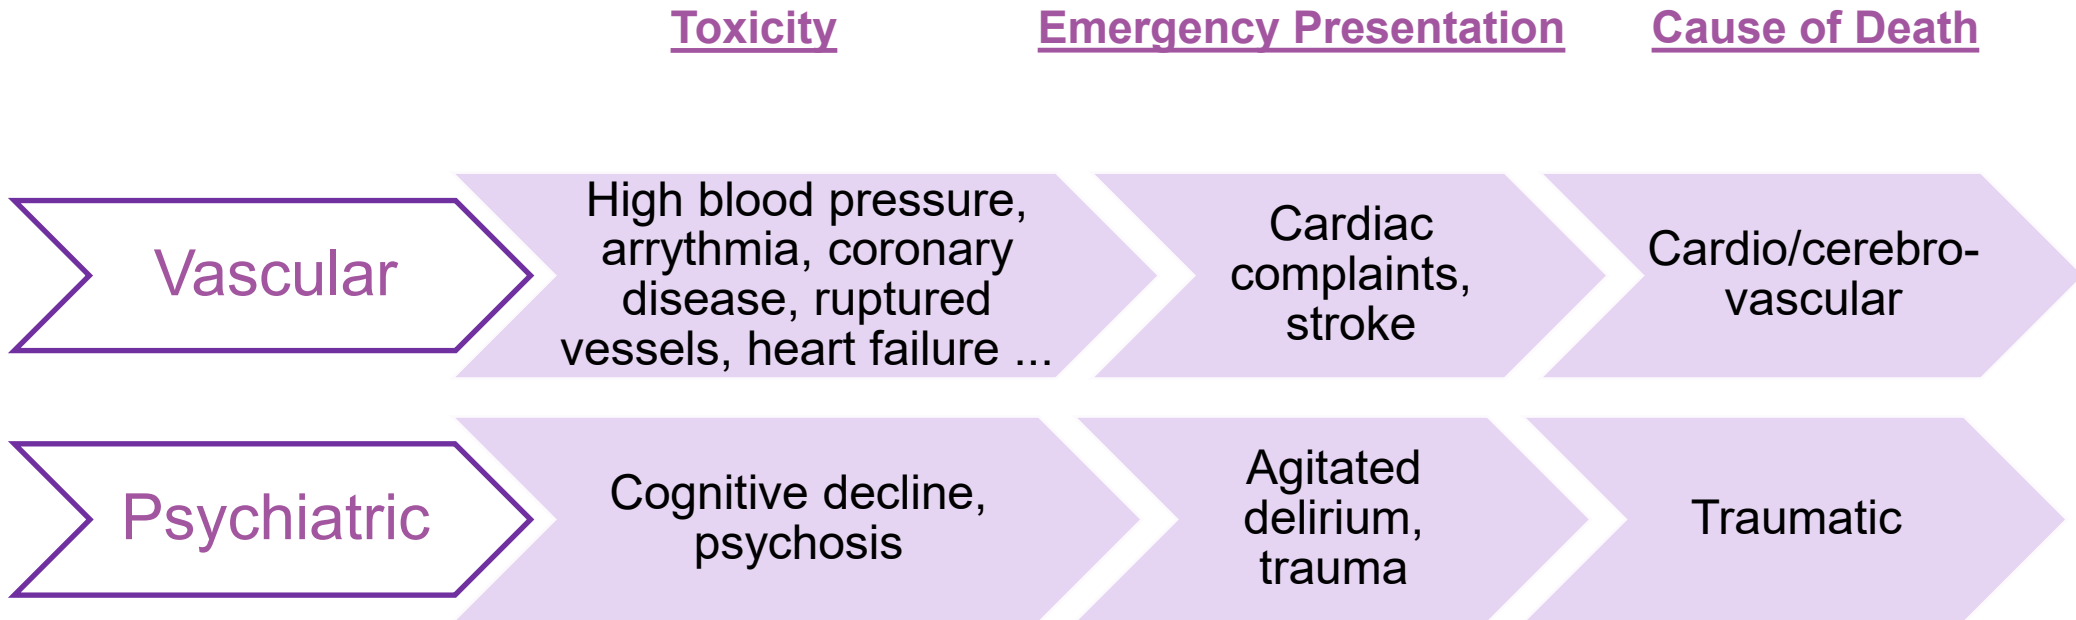 Toxicity
Emergency Presentation
Cause of Death
Vascular
High blood pressure,
arrythmia, coronary
disease, ruptured
vessels, heart failure ...
Cardiac
complaints,
stroke
Cardio/cerebro-
vascular
Psychiatric
Cognitive decline,
psychosis
Agitated
delirium,
trauma
Traumatic